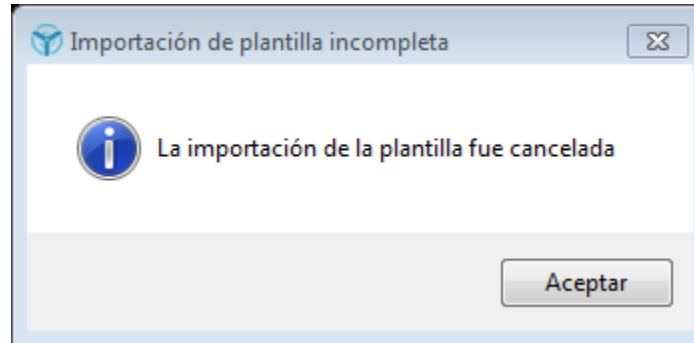 Importación de plantilla incompleta
La importación de la plantilla fue cancelada
Aceptar